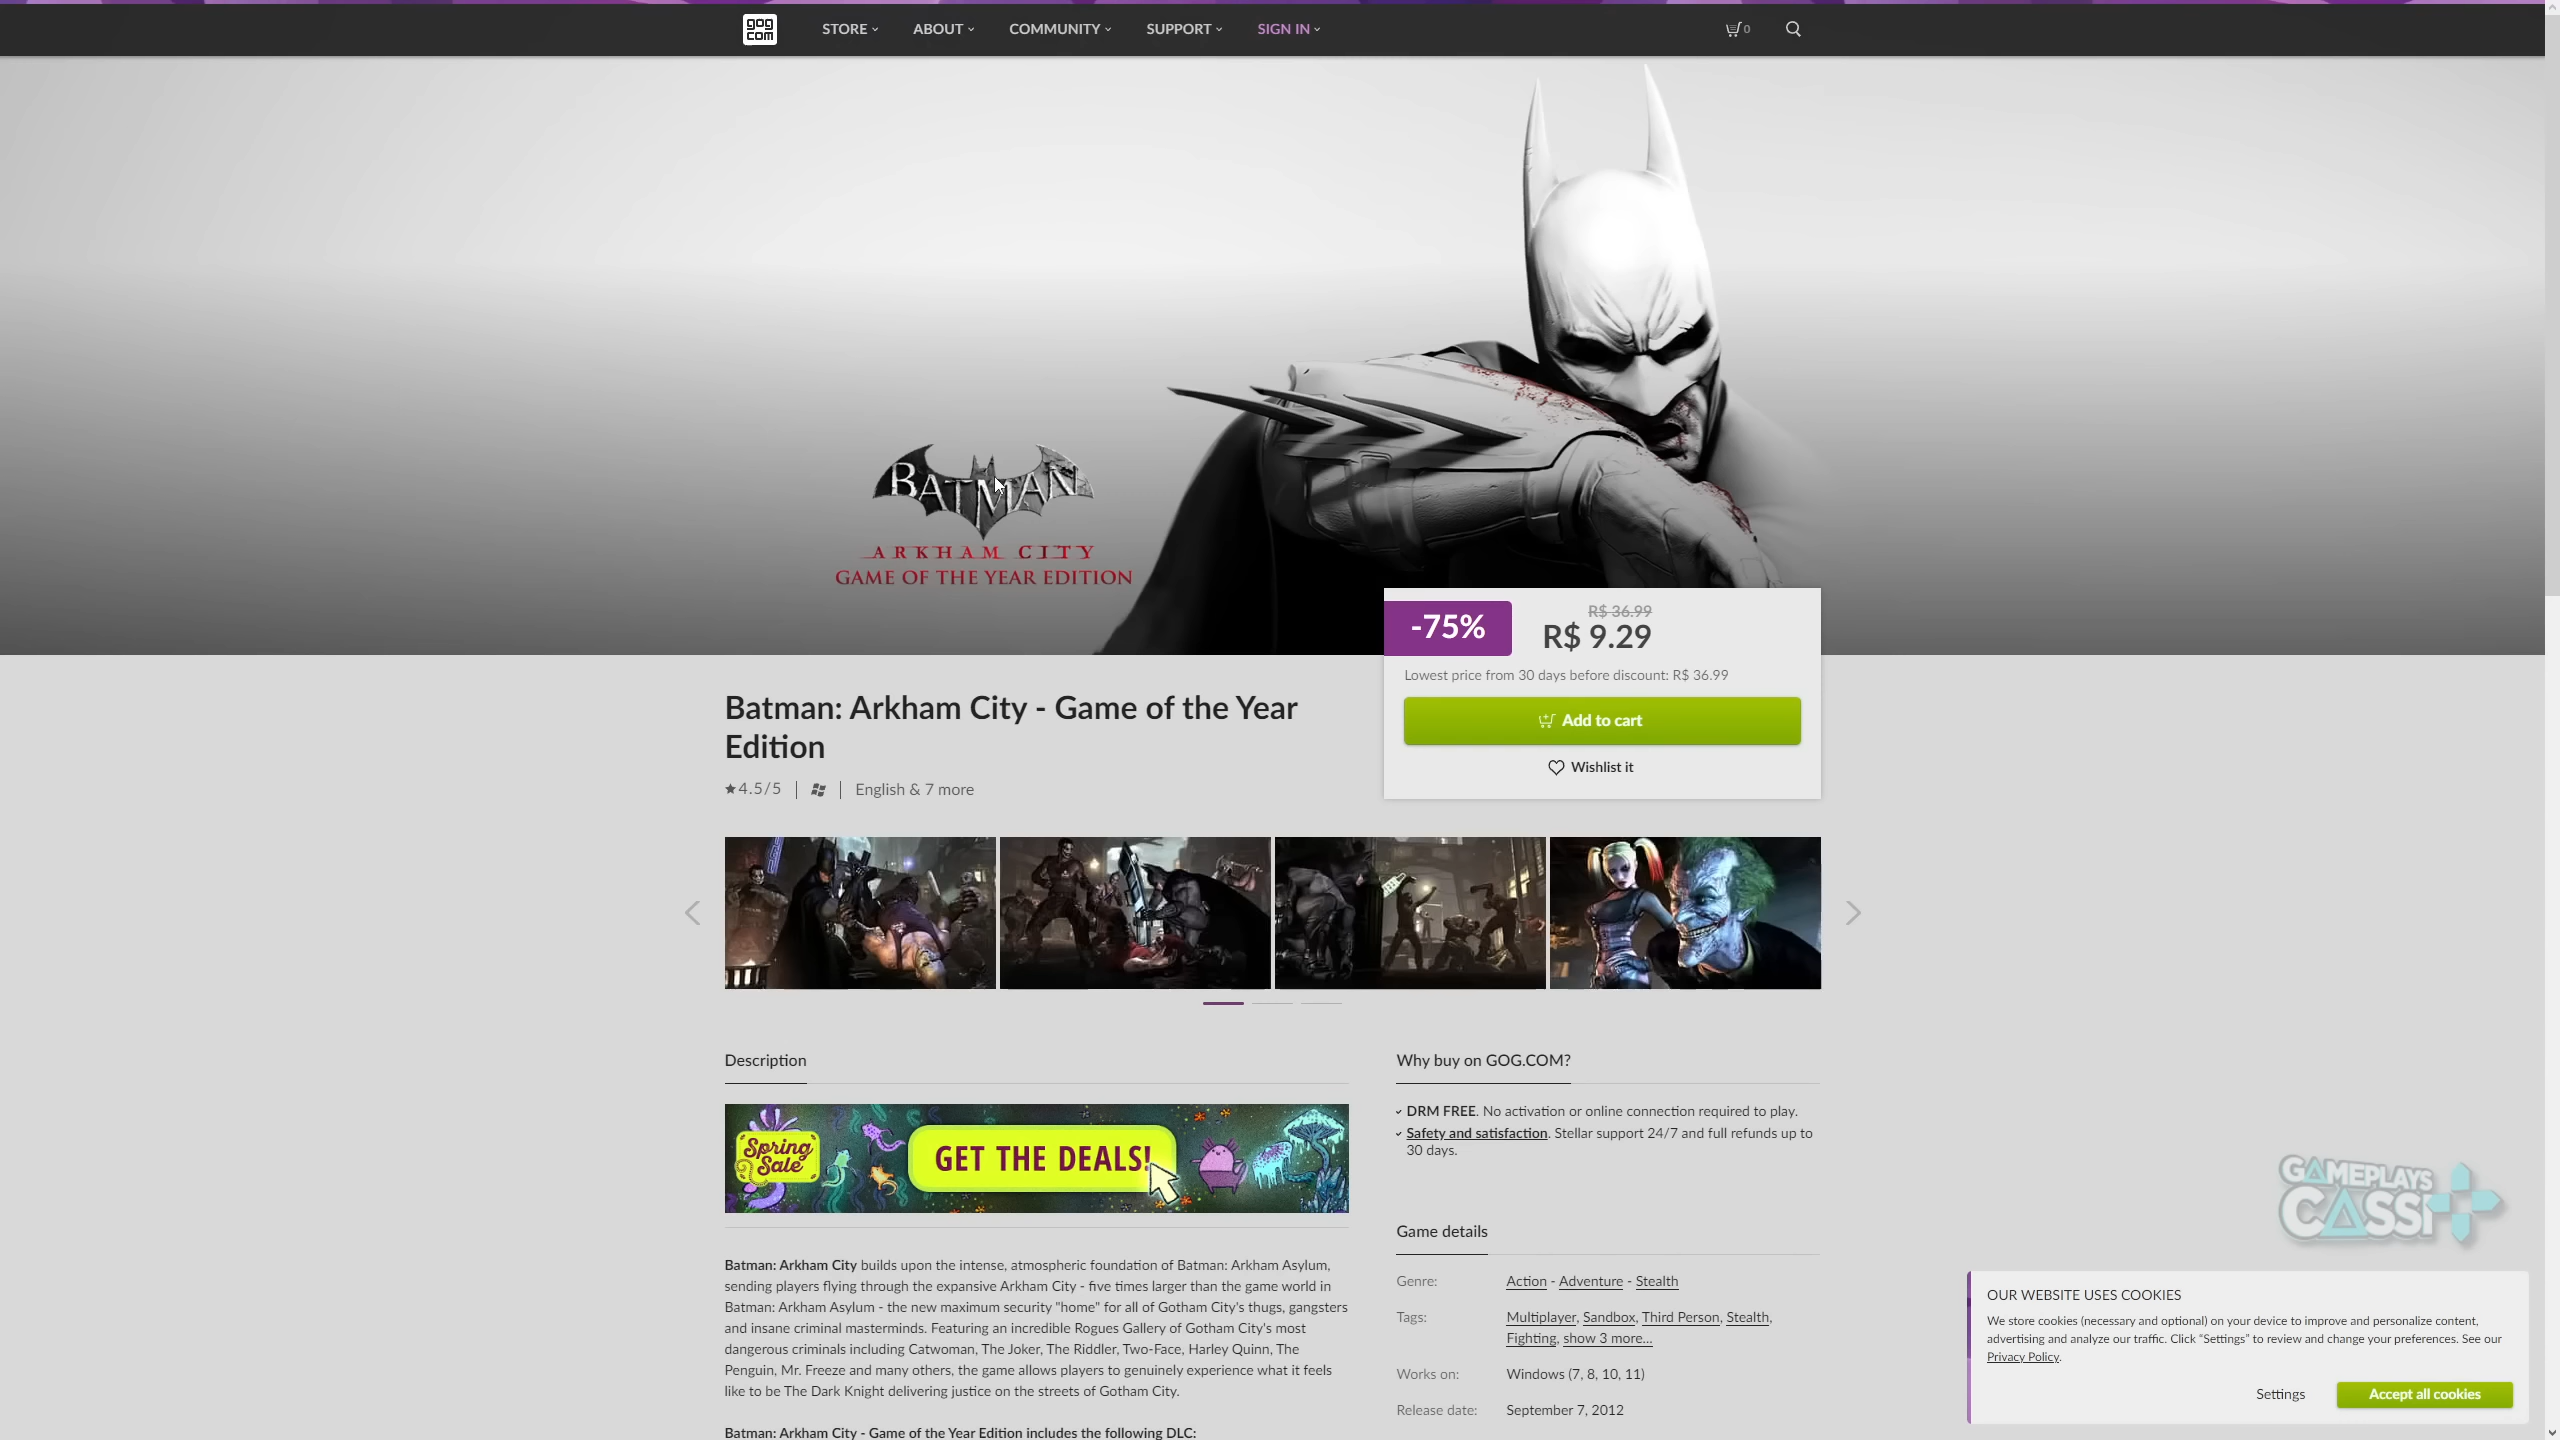 gog
com
STORE
ABOUT
COMMUNITY
SUPPORT
SIGN IN
0
BATMAN
ARKHAM CITY
GAME OF THE YEAR EDITION
-75%
R$ 36.99
R$ 9.29
Lowest price from 30 days before discount: R$ 36.99
Add to cart
Wishlist it
Batman: Arkham City - Game of the Year
Edition
4.5/5
English & 7 more
Description
Spring
Sale
GET THE DEALS!
Batman: Arkham City builds upon the intense, atmospheric foundation of Batman: Arkham Asylum,
sending players flying through the expansive Arkham City - five times larger than the game world in
Batman: Arkham Asylum - the new maximum security "home" for all of Gotham City's thugs, gangsters
and insane criminal masterminds. Featuring an incredible Rogues Gallery of Gotham City's most
dangerous criminals including Catwoman, The Joker, The Riddler, Two-Face, Harley Quinn, The
Penguin, Mr. Freeze and many others, the game allows players to genuinely experience what it feels
like to be The Dark Knight delivering justice on the streets of Gotham City.
Batman: Arkham City - Game of the Year Edition includes the following DLC:
Why buy on GOG.COM?
DRM FREE. No activation or online connection required to play.
Safety and satisfaction. Stellar support 24/7 and full refunds up to
30 days.
Game details
Genre: Action - Adventure - Stealth
Tags: Multiplayer, Sandbox, Third Person, Stealth,
Fighting, show 3 more...
Works on: Windows (7, 8, 10, 11)
Release date: September 7, 2012
GAMEPLAYS
CASSI
OUR WEBSITE USES COOKIES
We store cookies (necessary and optional) on your device to improve and personalize content,
advertising and analyze our traffic. Click “Settings” to review and change your preferences. See our
Privacy Policy.
Settings
Accept all cookies